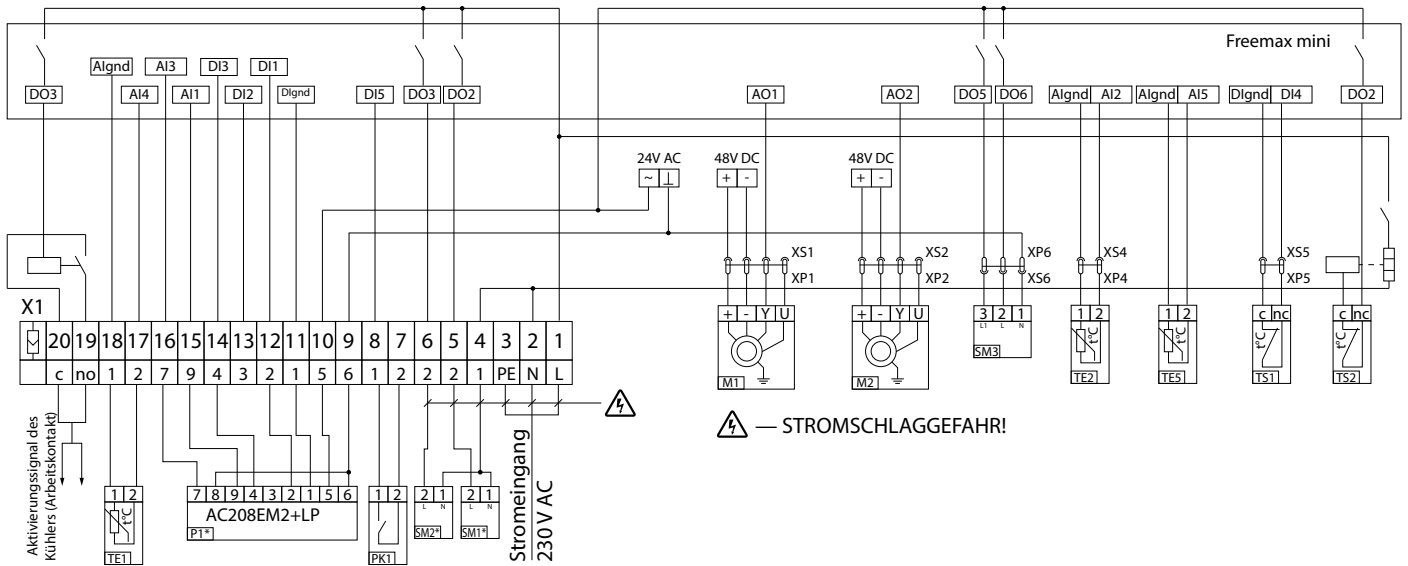 Freemax mini
AIgnd AI3 DI3 DI1
DO3 AI4 AI1 DI2 DIgnd DI5 DO3 DO2 AO1 AO2 DO5 DO6 AIgnd AI2 AIgnd AI5 DIgnd DI4 DO2
24V AC 48V DC 48V DC
~ ⊥ + - + -
XS1 XS2 XP6 XS4 XS5
XP1 XP2 XS6 XP4 XP5
X1
20 19 18 17 16 15 14 13 12 11 10 9 8 7 6 5 4 3 2 1
c no 1 2 7 9 4 3 2 1 5 6 1 2 2 2 1 PE N L
+ - Y U
M1
+ - Y U
M2
3 2 1
L1 L N
SM3
1 2
t°C
TE2
1 2
t°C
TE5
c nc
t°C
TS1
c nc
t°C
TS2
— STROMSCHLAGGEFAHR!
Aktivierungssignal des
Kühlers (Arbeitskontakt)
1 2
t°C
TE1
7 8 9 4 3 2 1 5 6
AC208EM2+LP
P1*
1 2
PK1
2 1
L N
SM2*
2 1
L N
SM1*
Stromeingang
230 V AC